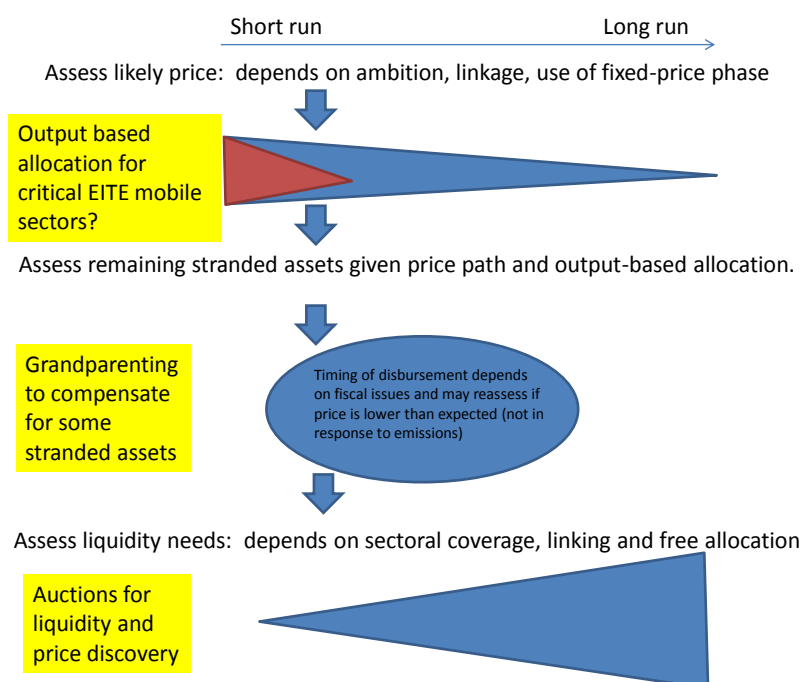 Short run
Long run
Assess likely price:  depends on ambition, linkage, use of fixed-price phase
Output based
allocation for
critical EITE mobile
sectors?
Assess remaining stranded assets given price path and output-based allocation.
Grandparenting
to compensate
for some
stranded assets
Timing of disbursement depends
on fiscal issues and may reassess if
price is lower than expected (not in
response to emissions)
Assess liquidity needs:  depends on sectoral coverage, linking and free allocation
Auctions for
liquidity and
price discovery